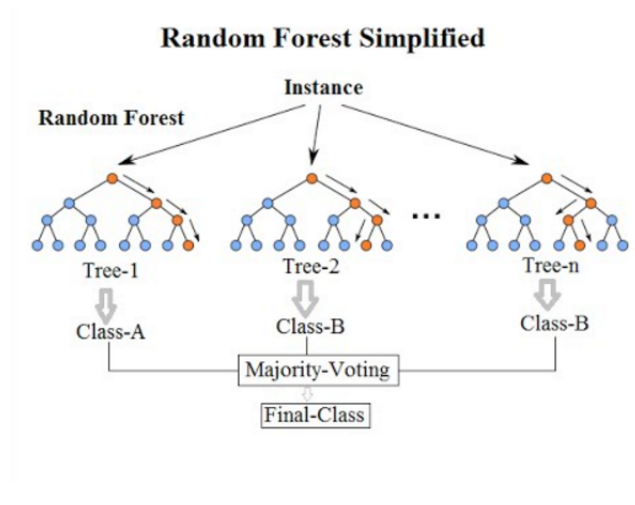 Random Forest Simplified
Instance
Random Forest
...
Tree-1
Tree-2
Tree-n
Class-A
Class-B
Class-B
Majority-Voting
Final-Class